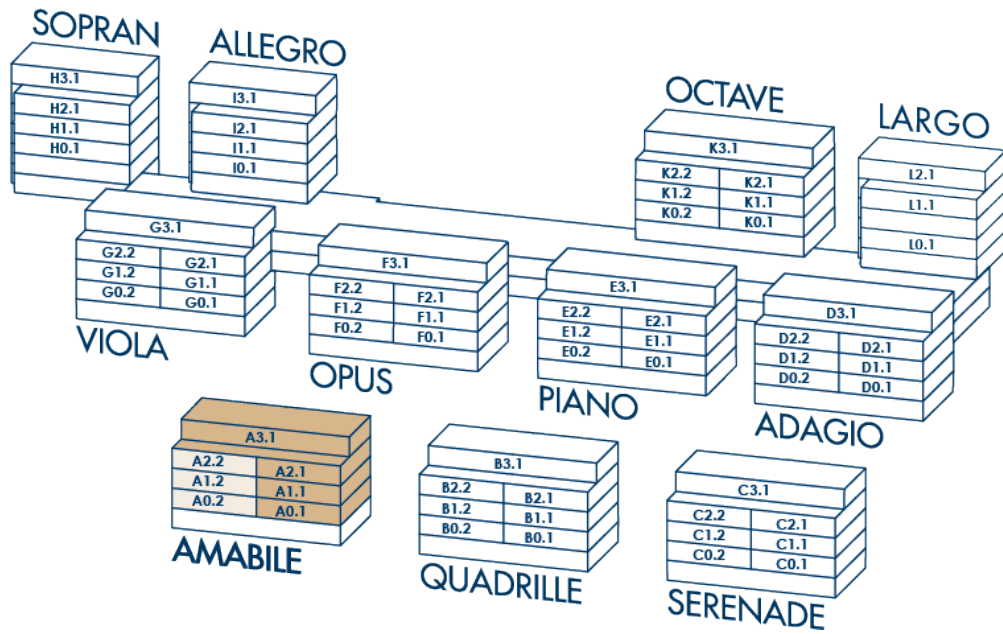 SOPRAN
H3.1
H2.1
H1.1
H0.1
ALLEGRO
I3.1
I2.1
I1.1
I0.1
OCTAVE
K3.1
K2.2 K2.1
K1.2 K1.1
K0.2 K0.1
LARGO
L2.1
L1.1
L0.1
G3.1
G2.2 G2.1
G1.2 G1.1
G0.2 G0.1
VIOLA
F3.1
F2.2 F2.1
F1.2 F1.1
F0.2 F0.1
OPUS
E3.1
E2.2 E2.1
E1.2 E1.1
E0.2 E0.1
PIANO
D3.1
D2.2 D2.1
D1.2 D1.1
D0.2 D0.1
ADAGIO
A3.1
A2.2 A2.1
A1.2 A1.1
A0.2 A0.1
AMABILE
B3.1
B2.2 B2.1
B1.2 B1.1
B0.2 B0.1
QUADRILLE
C3.1
C2.2 C2.1
C1.2 C1.1
C0.2 C0.1
SERENADE